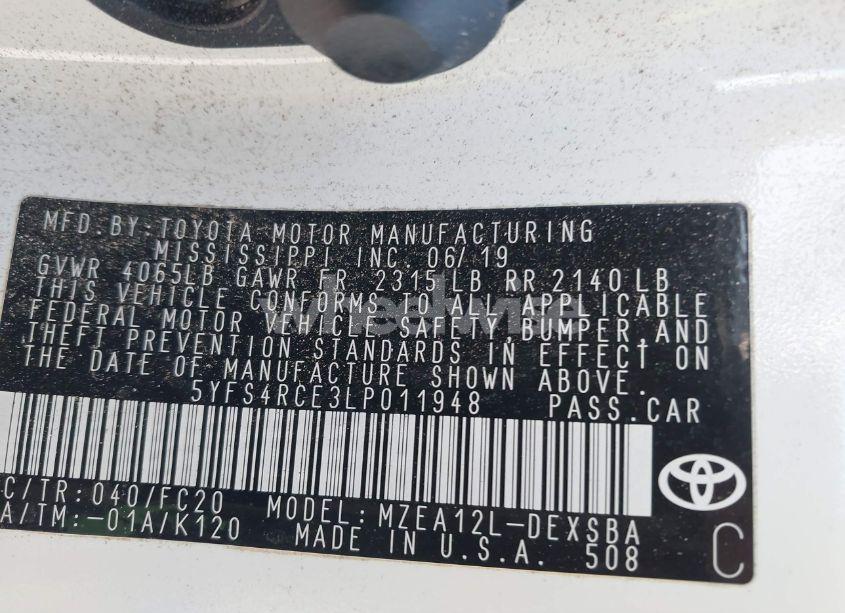 MFD.BY:TOYOTA MOTOR MANUFACTURING
MISSISSIPPI INC. 06/19
GVWR 4065LB GAWR FR 2315LB RR 2140LB
THIS VEHICLE CONFORMS TO ALL APPLICABLE
FEDERAL MOTOR VEHICLE SAFETY,BUMPER,AND
THEFT PREVENTION STANDARDS IN EFFECT ON
THE DATE OF MANUFACTURE SHOWN ABOVE.
5YFS4RCE3LP011948 PASS.CAR
C/TR:040/FC20 MODEL:MZEA12L-DEXSBA
A/TM:-01A/K120 MADE IN U.S.A. 508
C